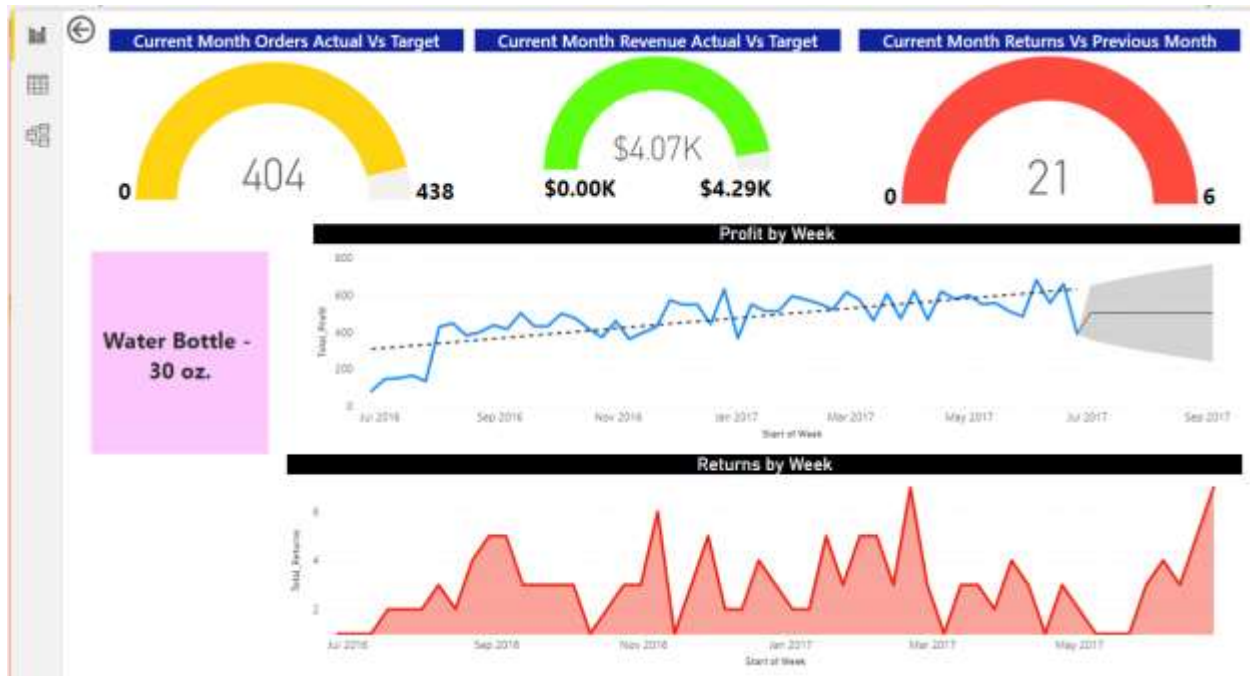 Current Month Orders Actual Vs Target
Current Month Revenue Actual Vs Target
Current Month Returns Vs Previous Month
404
0
438
$4.07K
$0.00K
$4.29K
21
0
6
Profit by Week
Water Bottle -
30 oz.
Total_Profit
800
600
400
200
0
Jul 2016
Sep 2016
Nov 2016
Jan 2017
Mar 2017
May 2017
Jul 2017
Sep 2017
Start of Week
Returns by Week
Total_Returns
6
4
2
Jul 2016
Sep 2016
Nov 2016
Jan 2017
Mar 2017
May 2017
Start of Week